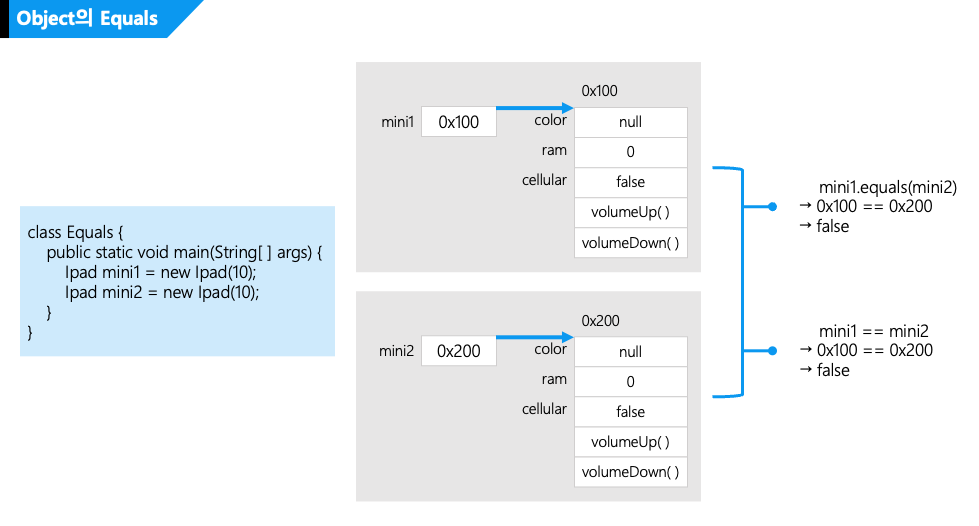 Object의 Equals
class Equals {
public static void main(String[ ] args) {
Ipad mini1 = new Ipad(10);
Ipad mini2 = new Ipad(10);
}
}
0x100
mini1 0x100
color null
ram 0
cellular false
volumeUp( )
volumeDown( )
0x200
mini2 0x200
color null
ram 0
cellular false
volumeUp( )
volumeDown( )
mini1.equals(mini2)
→ 0x100 == 0x200
→ false
mini1 == mini2
→ 0x100 == 0x200
→ false